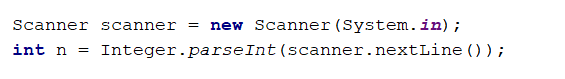 Scanner scanner = new Scanner(System.in);
int n = Integer.parseInt(scanner.nextLine());